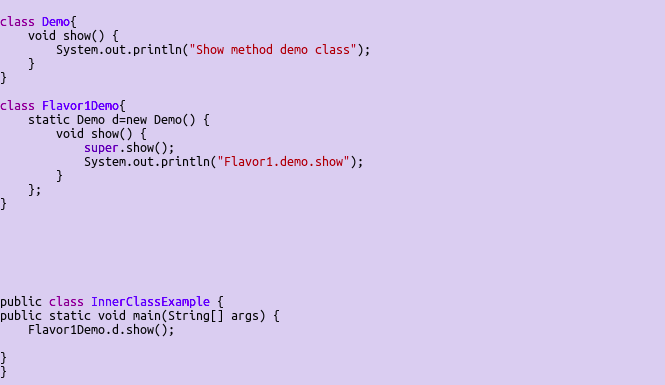 class Demo{
    void show() {
        System.out.println("Show method demo class");
    }
}
class Flavor1Demo{
    static Demo d=new Demo() {
        void show() {
            super.show();
            System.out.println("Flavor1.demo.show");
        }
    };
}
public class InnerClassExample {
public static void main(String[] args) {
    Flavor1Demo.d.show();
}
}